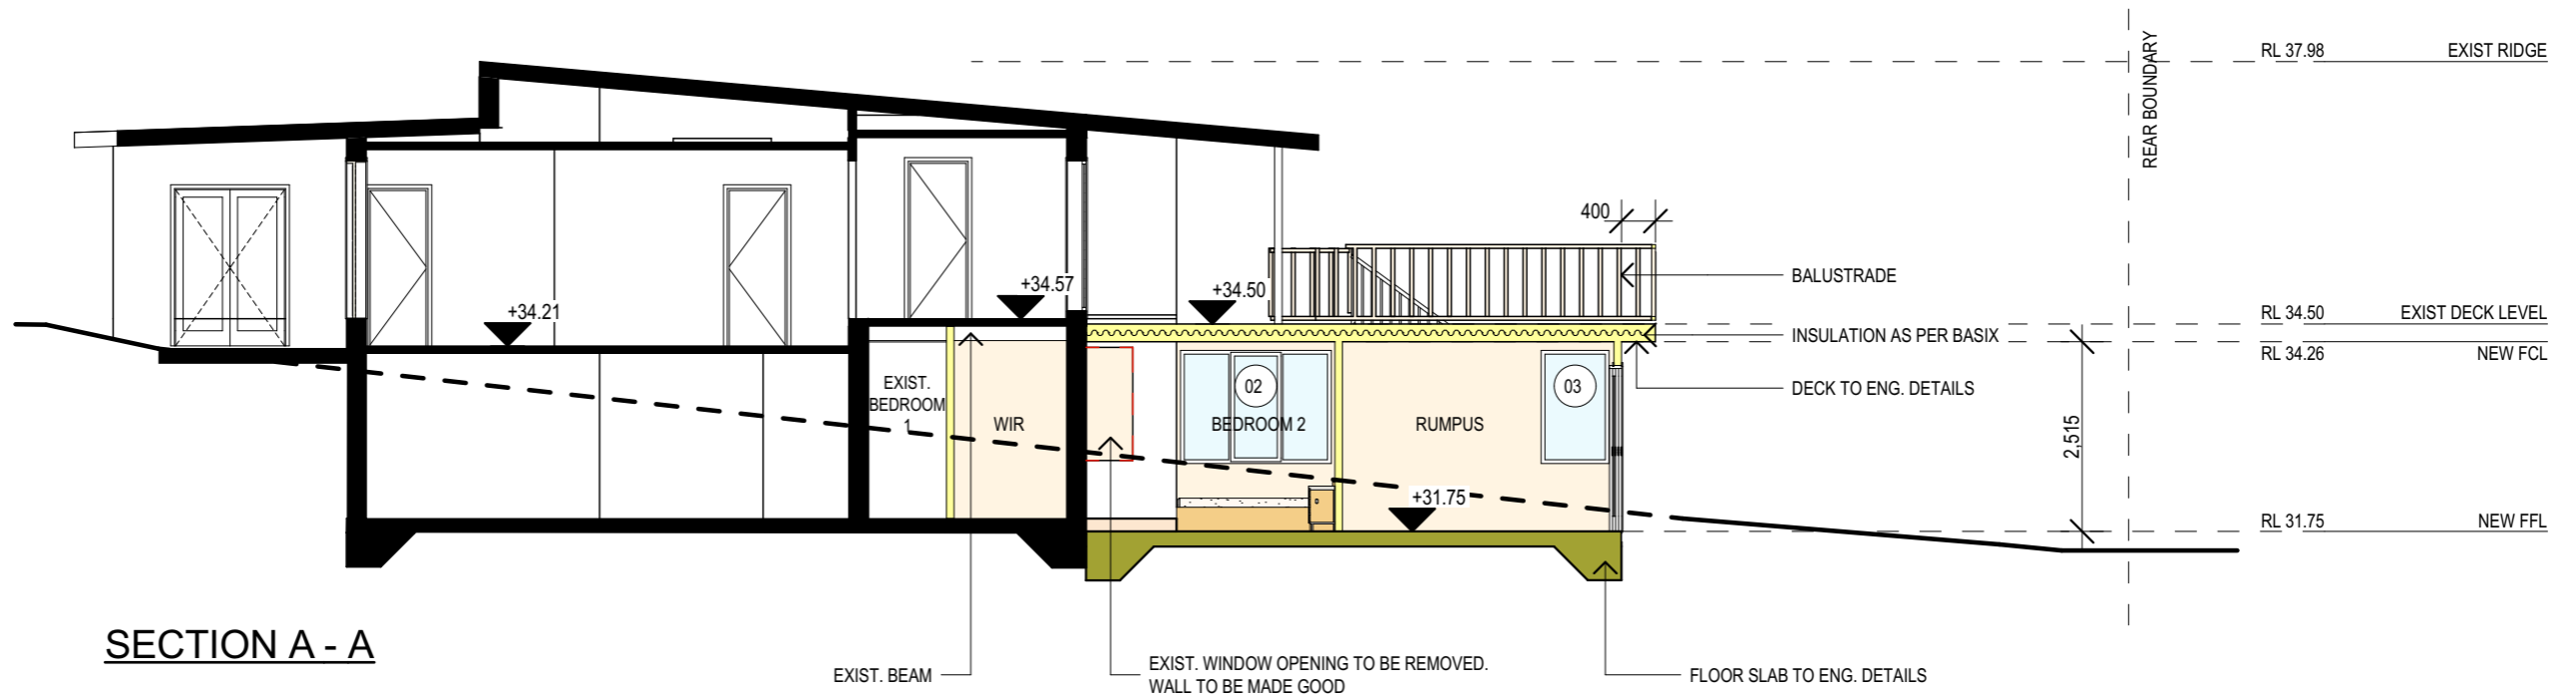 RL 37.98 EXIST RIDGE
REAR BOUNDARY
400
+34.57
+34.50
+34.21
BALUSTRADE
RL 34.50 EXIST DECK LEVEL
INSULATION AS PER BASIX
RL 34.26 NEW FCL
DECK TO ENG. DETAILS
EXIST.
BEDROOM
1
WIR
02
BEDROOM 2
RUMPUS
03
2,515
+31.75
RL 31.75 NEW FFL
SECTION A - A
EXIST. BEAM
EXIST. WINDOW OPENING TO BE REMOVED.
WALL TO BE MADE GOOD
FLOOR SLAB TO ENG. DETAILS